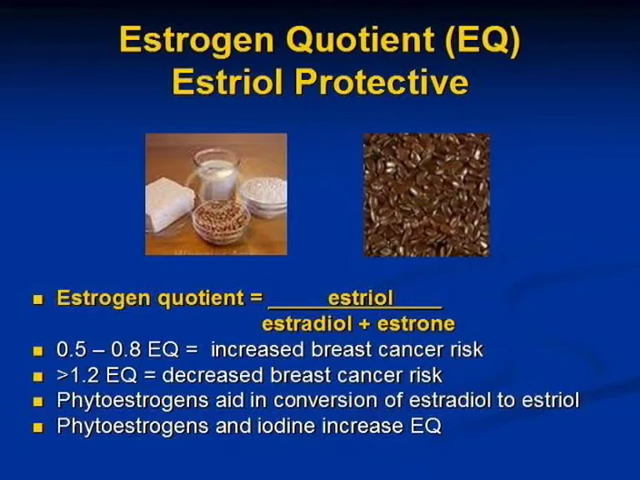 Estrogen Quotient (EQ)
Estriol Protective
Estrogen quotient = estriol
estradiol + estrone
0.5 – 0.8 EQ = increased breast cancer risk
>1.2 EQ = decreased breast cancer risk
Phytoestrogens aid in conversion of estradiol to estriol
Phytoestrogens and iodine increase EQ